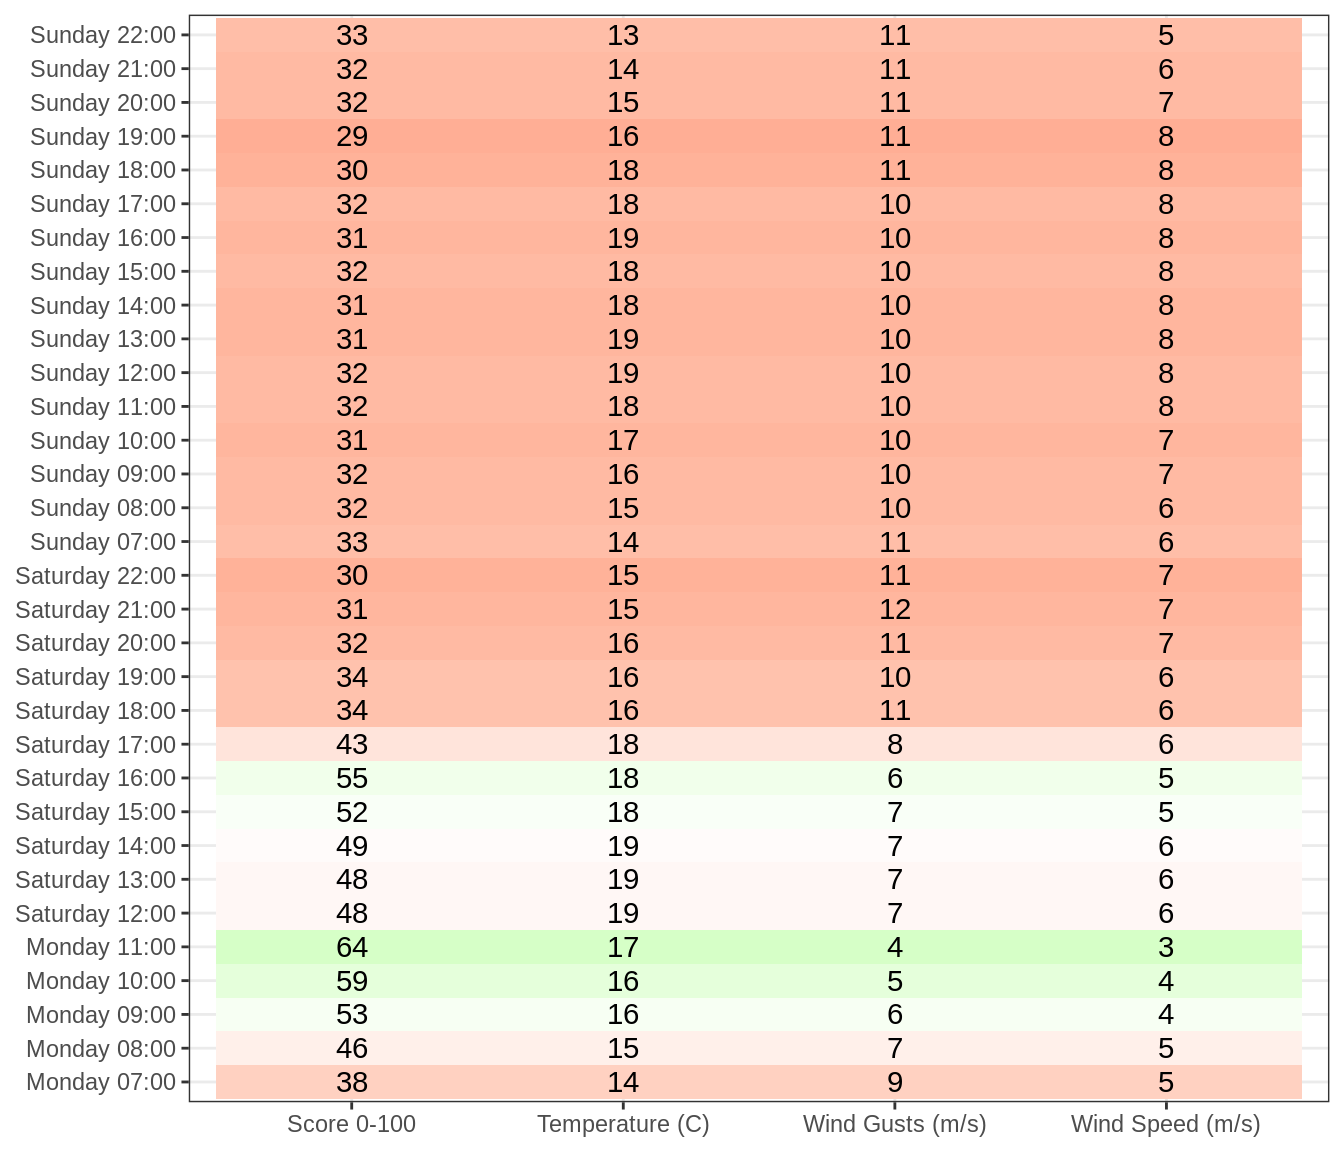 Sunday 22:00 33 13 11 5
Sunday 21:00 32 14 11 6
Sunday 20:00 32 15 11 7
Sunday 19:00 29 16 11 8
Sunday 18:00 30 18 11 8
Sunday 17:00 32 18 10 8
Sunday 16:00 31 19 10 8
Sunday 15:00 32 18 10 8
Sunday 14:00 31 18 10 8
Sunday 13:00 31 19 10 8
Sunday 12:00 32 19 10 8
Sunday 11:00 32 18 10 8
Sunday 10:00 31 17 10 7
Sunday 09:00 32 16 10 7
Sunday 08:00 32 15 10 6
Sunday 07:00 33 14 11 6
Saturday 22:00 30 15 11 7
Saturday 21:00 31 15 12 7
Saturday 20:00 32 16 11 7
Saturday 19:00 34 16 10 6
Saturday 18:00 34 16 11 6
Saturday 17:00 43 18 8 6
Saturday 16:00 55 18 6 5
Saturday 15:00 52 18 7 5
Saturday 14:00 49 19 7 6
Saturday 13:00 48 19 7 6
Saturday 12:00 48 19 7 6
Monday 11:00 64 17 4 3
Monday 10:00 59 16 5 4
Monday 09:00 53 16 6 4
Monday 08:00 46 15 7 5
Monday 07:00 38 14 9 5
Score 0-100 Temperature (C) Wind Gusts (m/s) Wind Speed (m/s)